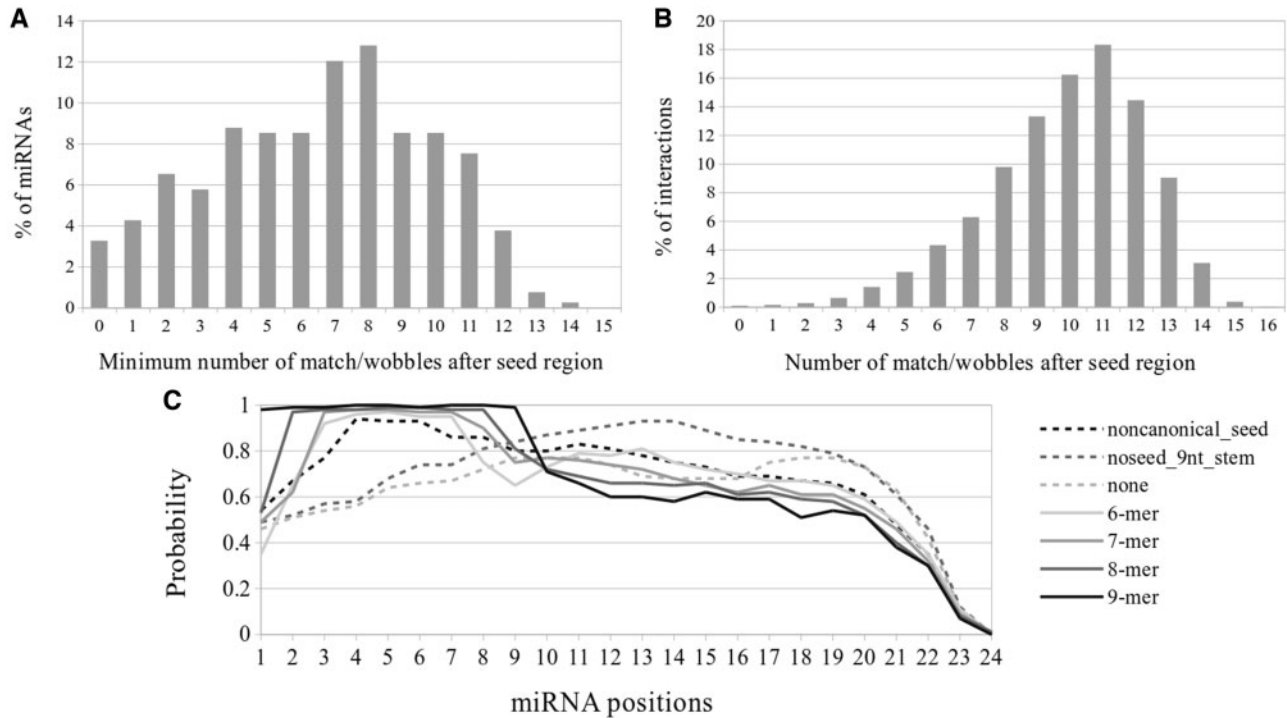 A
14
12
10
8
6
4
2
0
% of miRNAs
0 1 2 3 4 5 6 7 8 9 10 11 12 13 14 15
Minimum number of match/wobbles after seed region
B
20
18
16
14
12
10
8
6
4
2
0
% of interactions
0 1 2 3 4 5 6 7 8 9 10 11 12 13 14 15 16
Number of match/wobbles after seed region
C
1
0.8
0.6
0.4
0.2
0
Probability
1 2 3 4 5 6 7 8 9 10 11 12 13 14 15 16 17 18 19 20 21 22 23 24
miRNA positions
noncanonical_seed
noseed_9nt_stem
none
6-mer
7-mer
8-mer
9-mer